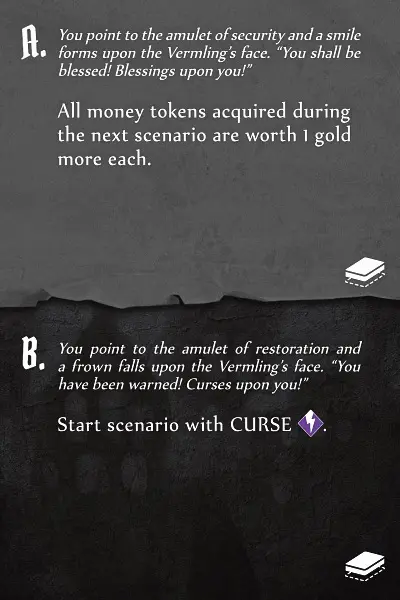 A. You point to the amulet of security and a smile
forms upon the Vermling's face. "You shall be
blessed! Blessings upon you!"
All money tokens acquired during
the next scenario are worth 1 gold
more each.
B. You point to the amulet of restoration and
a frown falls upon the Vermling's face. "You
have been warned! Curses upon you!"
Start scenario with CURSE .